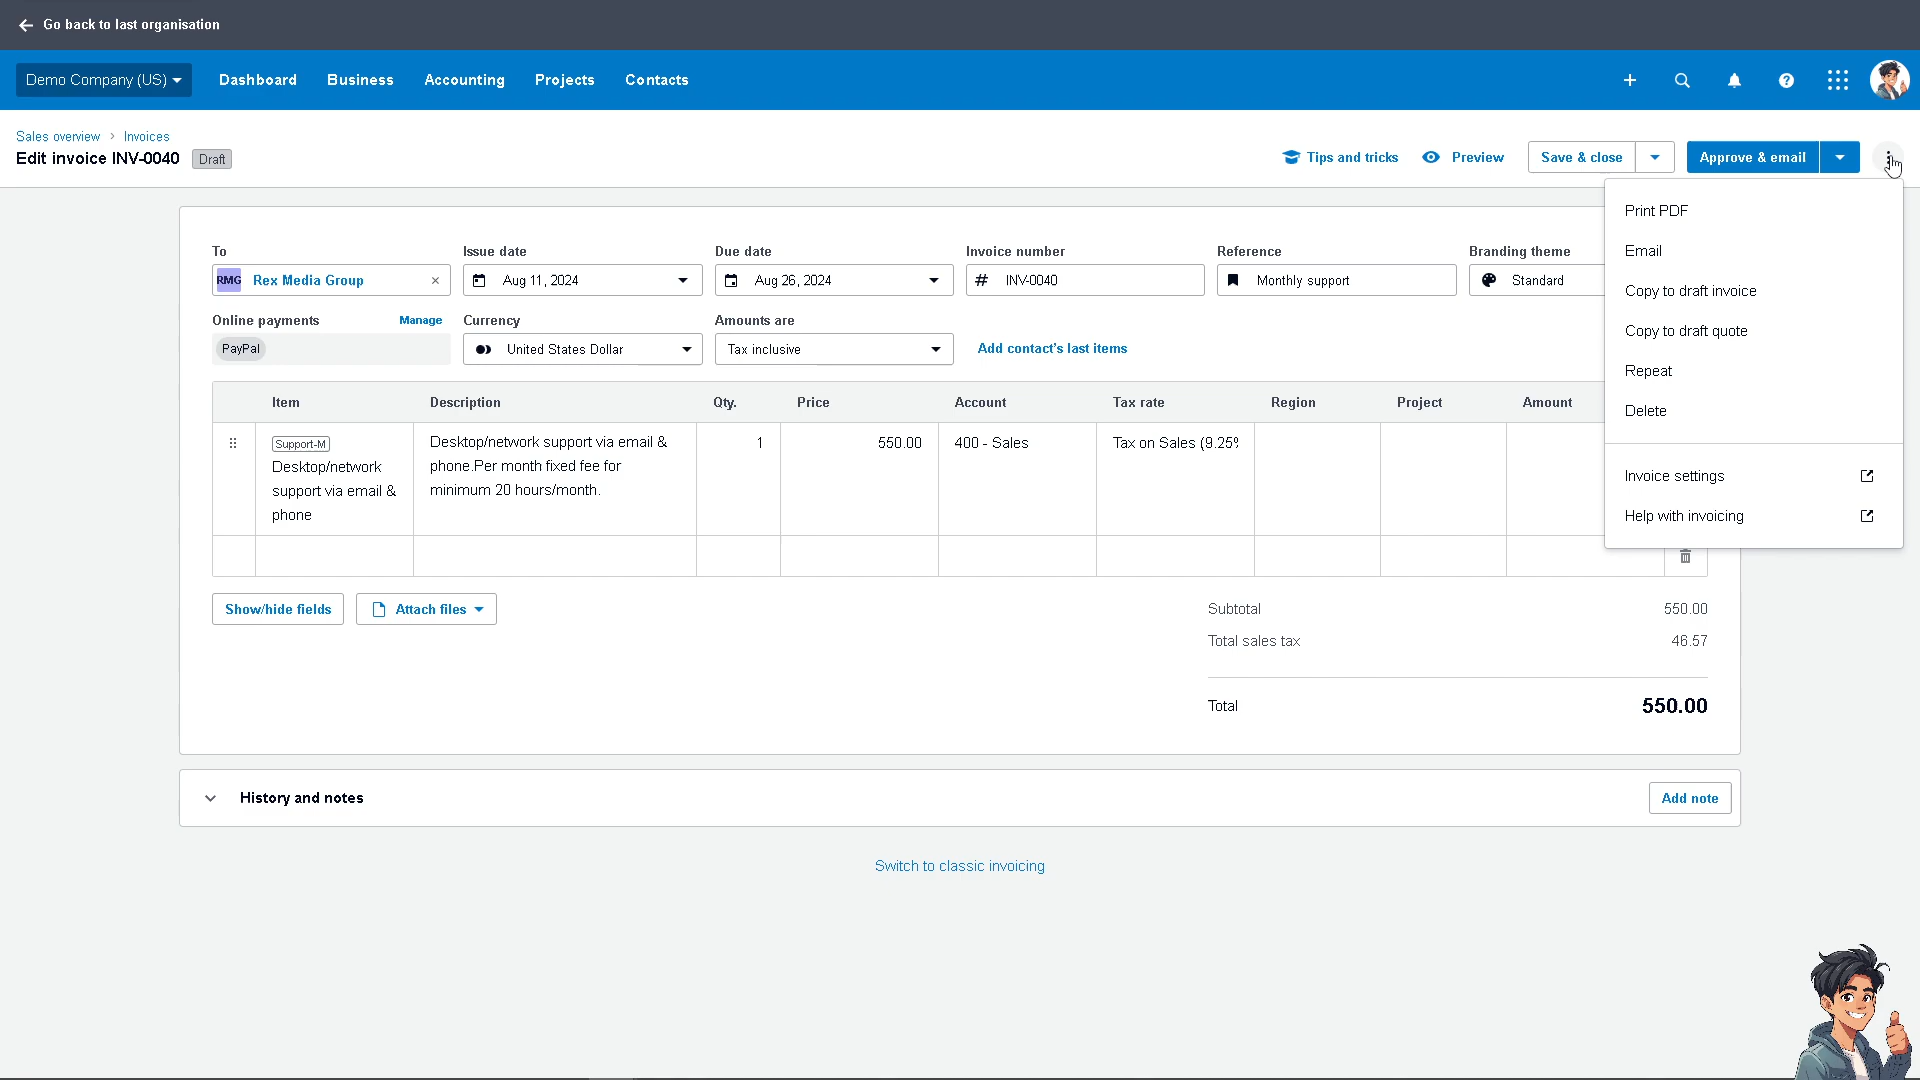 Go back to last organisation
Demo Company (US)
Dashboard
Business
Accounting
Projects
Contacts
Sales overview
Invoices
Edit invoice INV-0040
Draft
Tips and tricks
Preview
Save & close
Approve & email
Print PDF
Email
Copy to draft invoice
Copy to draft quote
Repeat
Delete
Invoice settings
Help with invoicing
To
Issue date
Due date
Invoice number
Reference
Branding theme
RMG
Rex Media Group
Aug 11, 2024
Aug 26, 2024
INV-0040
Monthly support
Standard
Online payments
Manage
Currency
Amounts are
PayPal
United States Dollar
Tax inclusive
Add contact's last items
Item
Description
Qty.
Price
Account
Tax rate
Region
Project
Amount
Support-M
Desktop/network
support via email &
phone
Desktop/network support via email &
phone.Per month fixed fee for
minimum 20 hours/month.
1
550.00
400 - Sales
Tax on Sales (9.25%
Show/hide fields
Attach files
Subtotal
550.00
Total sales tax
46.57
Total
550.00
History and notes
Add note
Switch to classic invoicing